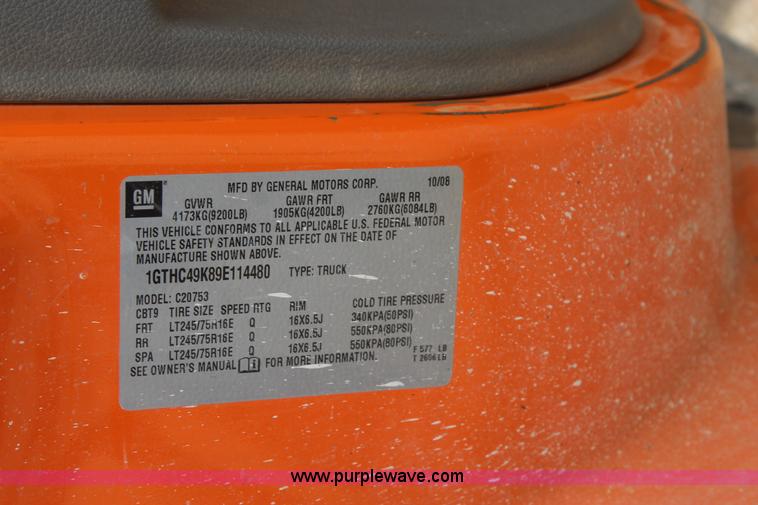 GM MFD BY GENERAL MOTORS CORP. 10/08
GVWR GAWR FRT GAWR RR
4173KG(9200LB) 1905KG(4200LB) 2760KG(6084LB)
THIS VEHICLE CONFORMS TO ALL APPLICABLE U.S. FEDERAL MOTOR
VEHICLE SAFETY STANDARDS IN EFFECT ON THE DATE OF
MANUFACTURE SHOWN ABOVE.
1GTHC49K89E114480 TYPE: TRUCK
MODEL: C20753
CBT9 TIRE SIZE SPEED RTG RIM COLD TIRE PRESSURE
FRT LT245/75R16E Q 16X6.5J 340KPA(50PSI)
RR LT245/75R16E Q 16X6.5J 550KPA(80PSI)
SPA LT245/75R16E Q 16X6.5J 550KPA(80PSI)
F 577 LB
SEE OWNER'S MANUAL FOR MORE INFORMATION. T LB
www.purplewave.com